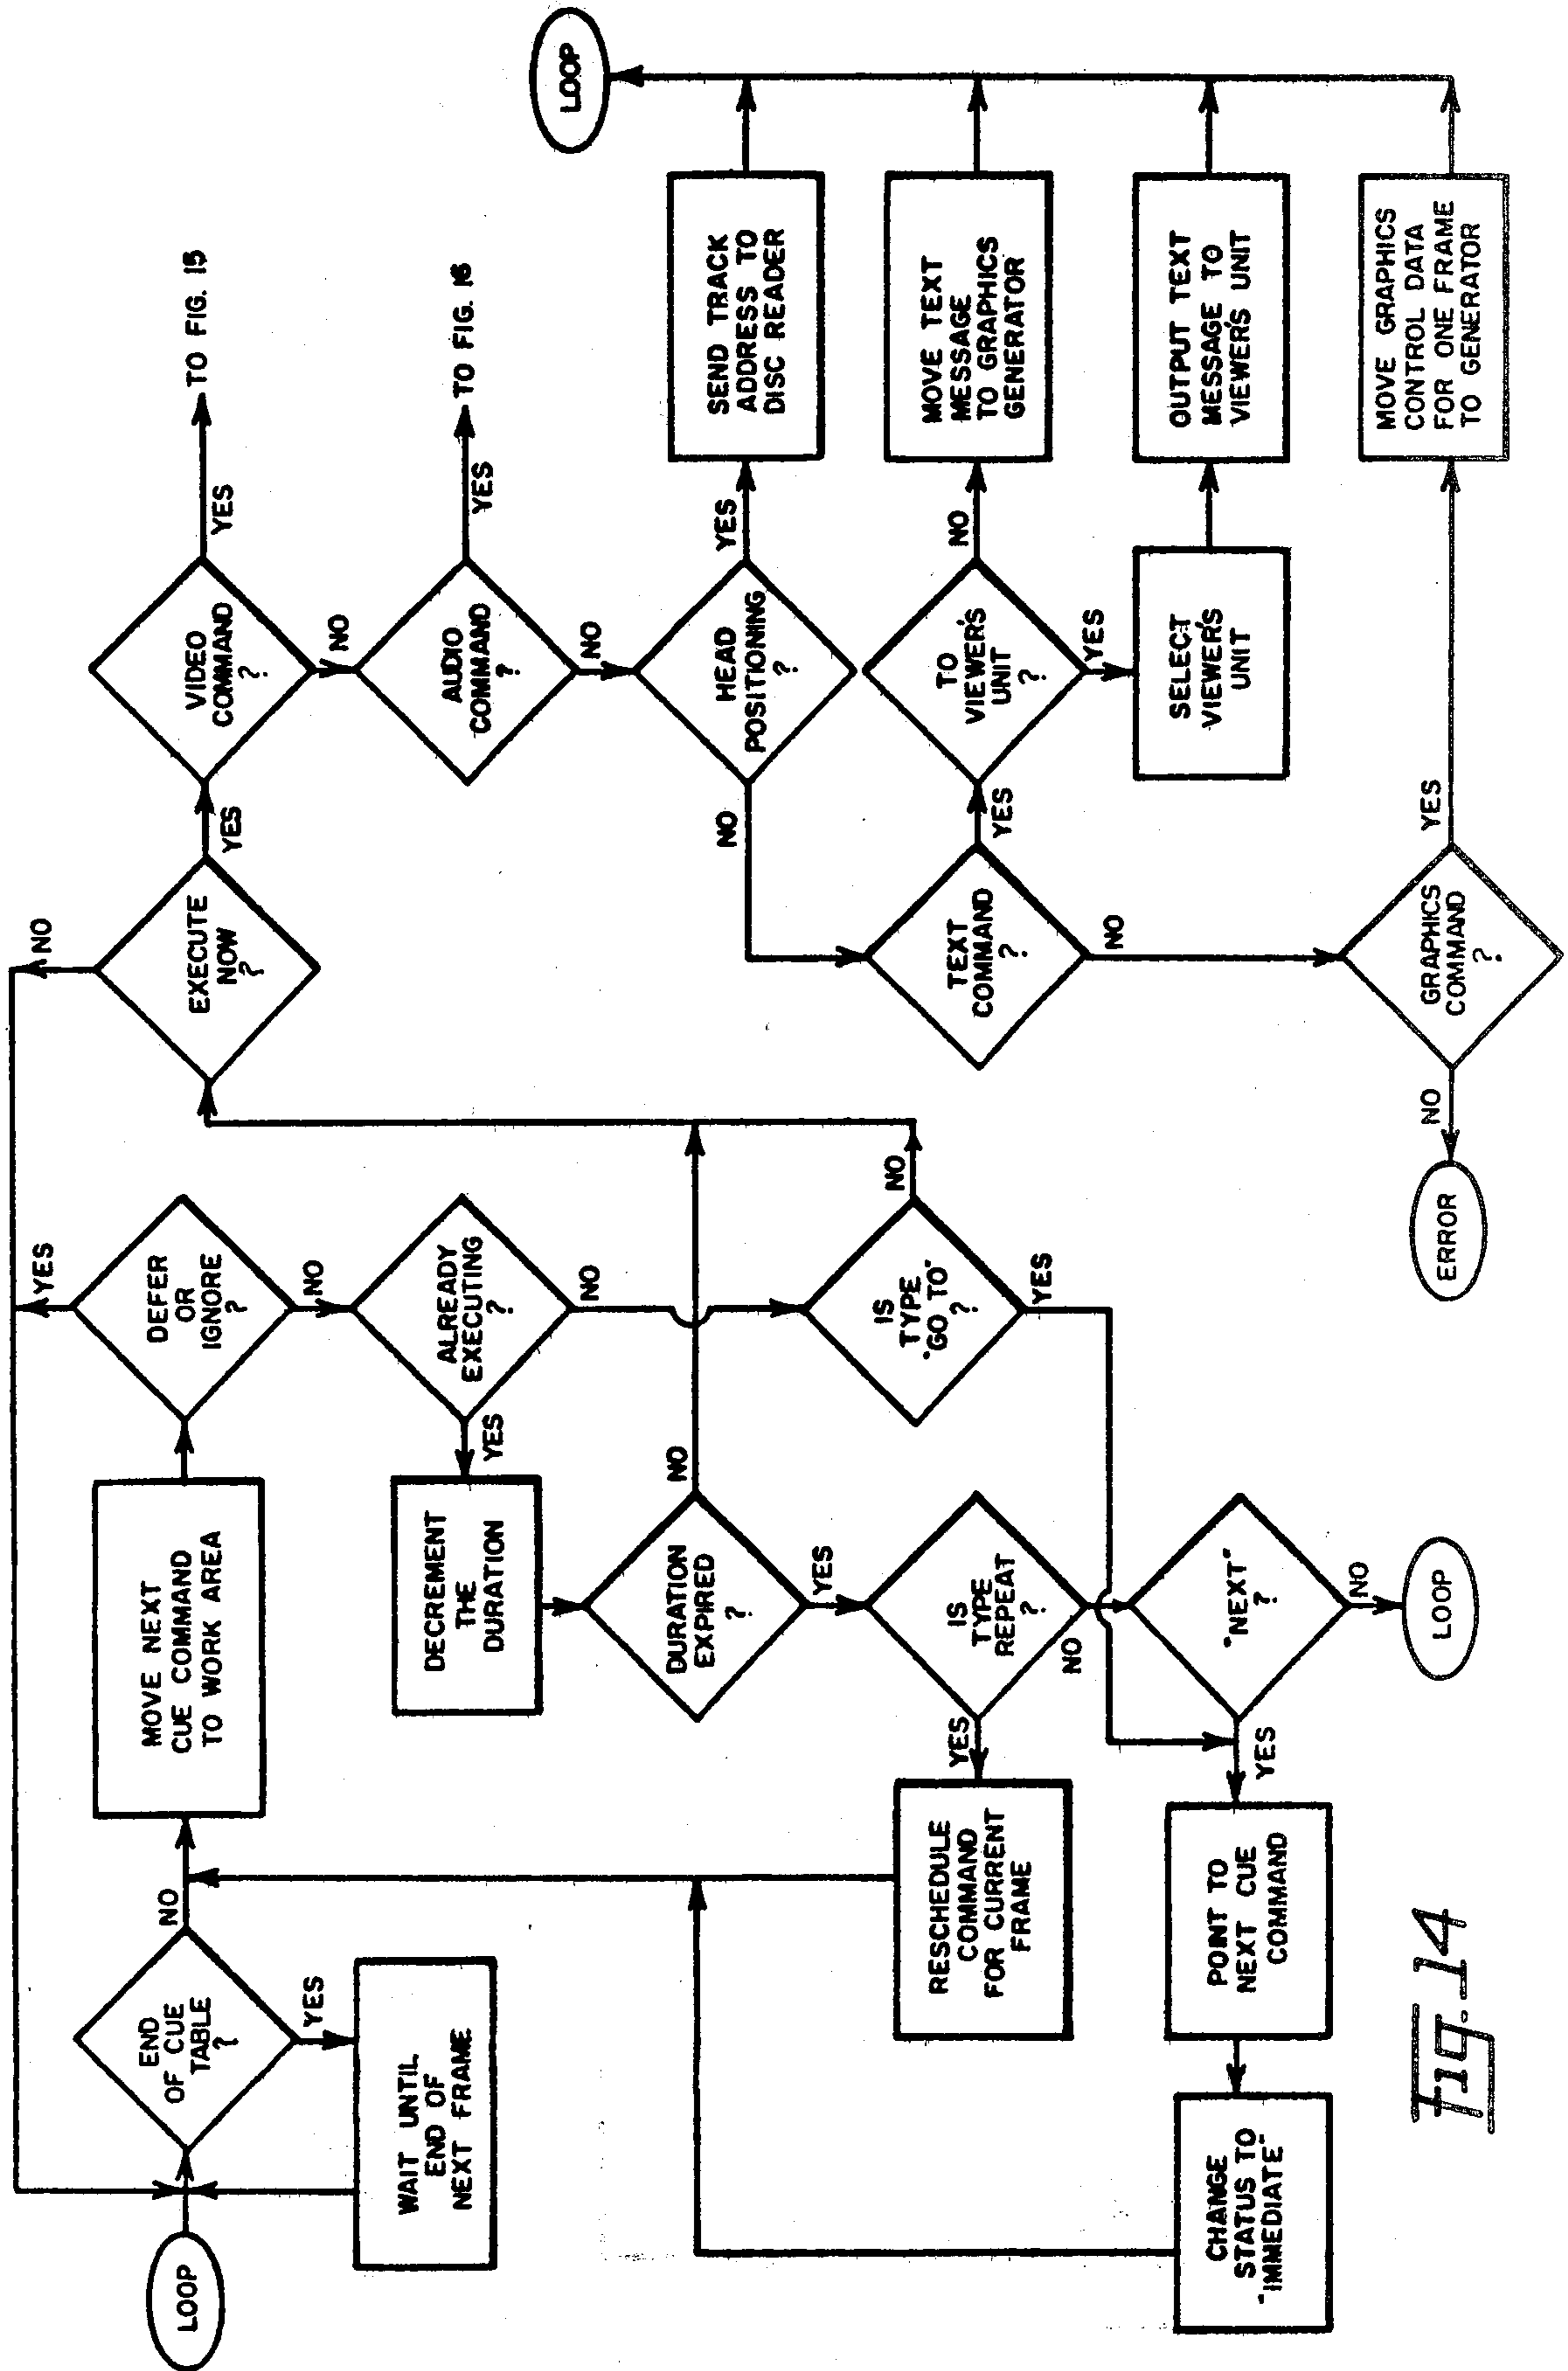 LOOP
END
OF CUE
TABLE
?
NO
YES
WAIT UNTIL
END OF
NEXT FRAME
MOVE NEXT
CUE COMMAND
TO WORK AREA
DEFER
OR
IGNORE
?
YES
NO
ALREADY
EXECUTING
?
YES
NO
DECREMENT
THE
DURATION
DURATION
EXPIRED
?
NO
YES
IS
TYPE
REPEAT
?
YES
NO
RESCHEDULE
COMMAND
FOR CURRENT
FRAME
IS
TYPE
"GO TO"
?
NO
YES
"NEXT"
?
YES
NO
LOOP
POINT TO
NEXT CUE
COMMAND
CHANGE
STATUS TO
"IMMEDIATE"
EXECUTE
NOW
?
NO
YES
VIDEO
COMMAND
?
YES
TO FIG. 15
NO
AUDIO
COMMAND
?
YES
TO FIG. 16
NO
HEAD
POSITIONING
?
YES
NO
SEND TRACK
ADDRESS TO
DISC READER
LOOP
TEXT
COMMAND
?
YES
NO
TO
VIEWER'S
UNIT
?
NO
YES
MOVE TEXT
MESSAGE
TO GRAPHICS
GENERATOR
SELECT
VIEWER'S
UNIT
OUTPUT TEXT
MESSAGE TO
VIEWER'S UNIT
GRAPHICS
COMMAND
?
YES
NO
ERROR
MOVE GRAPHICS
CONTROL DATA
FOR ONE FRAME
TO GENERATOR
Fig. 14